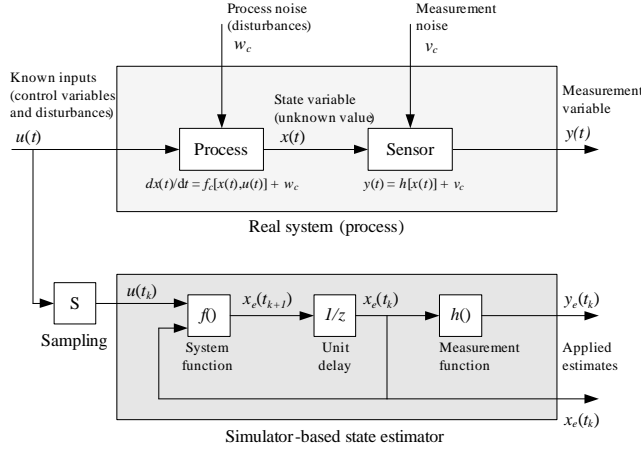 Process noise
(disturbances)
w_c
Measurement
noise
v_c
Known inputs
(control variables
and disturbances)
u(t)
State variable
(unknown value)
x(t)
Measurement
variable
y(t)
Process
Sensor
dx(t)/dt = f_c[x(t),u(t)] + w_c
y(t) = h[x(t)] + v_c
Real system (process)
S
Sampling
u(t_k)
f()
System
function
x_e(t_{k+1})
1/z
Unit
delay
x_e(t_k)
h()
Measurement
function
y_e(t_k)
Applied
estimates
x_e(t_k)
Simulator-based state estimator